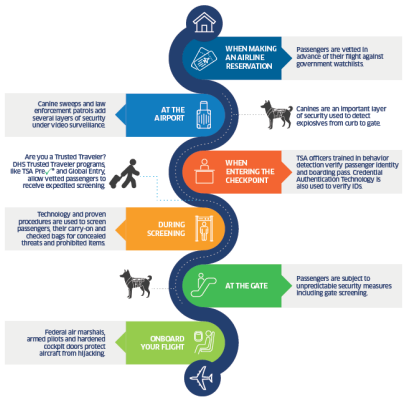 WHEN MAKING
AN AIRLINE
RESERVATION
Passengers are vetted in
advance of their flight against
government watchlists.
Canine sweeps and law
enforcement patrols add
several layers of security
under video surveillance.
AT THE
AIRPORT
Canines are an important layer
of security used to detect
explosives from curb to gate.
Are you a Trusted Traveler?
DHS Trusted Traveler programs,
like TSA Pre✓® and Global Entry,
allow vetted passengers to
receive expedited screening.
WHEN
ENTERING THE
CHECKPOINT
TSA officers trained in behavior
detection verify passenger identity
and boarding pass. Credential
Authentication Technology is
also used to verify IDs.
Technology and proven
procedures are used to screen
passengers, their carry-on and
checked bags for concealed
threats and prohibited items.
DURING
SCREENING
AT THE GATE
Passengers are subject to
unpredictable security measures
including gate screening.
Federal air marshals,
armed pilots and hardened
cockpit doors protect
aircraft from hijacking.
ONBOARD
YOUR FLIGHT